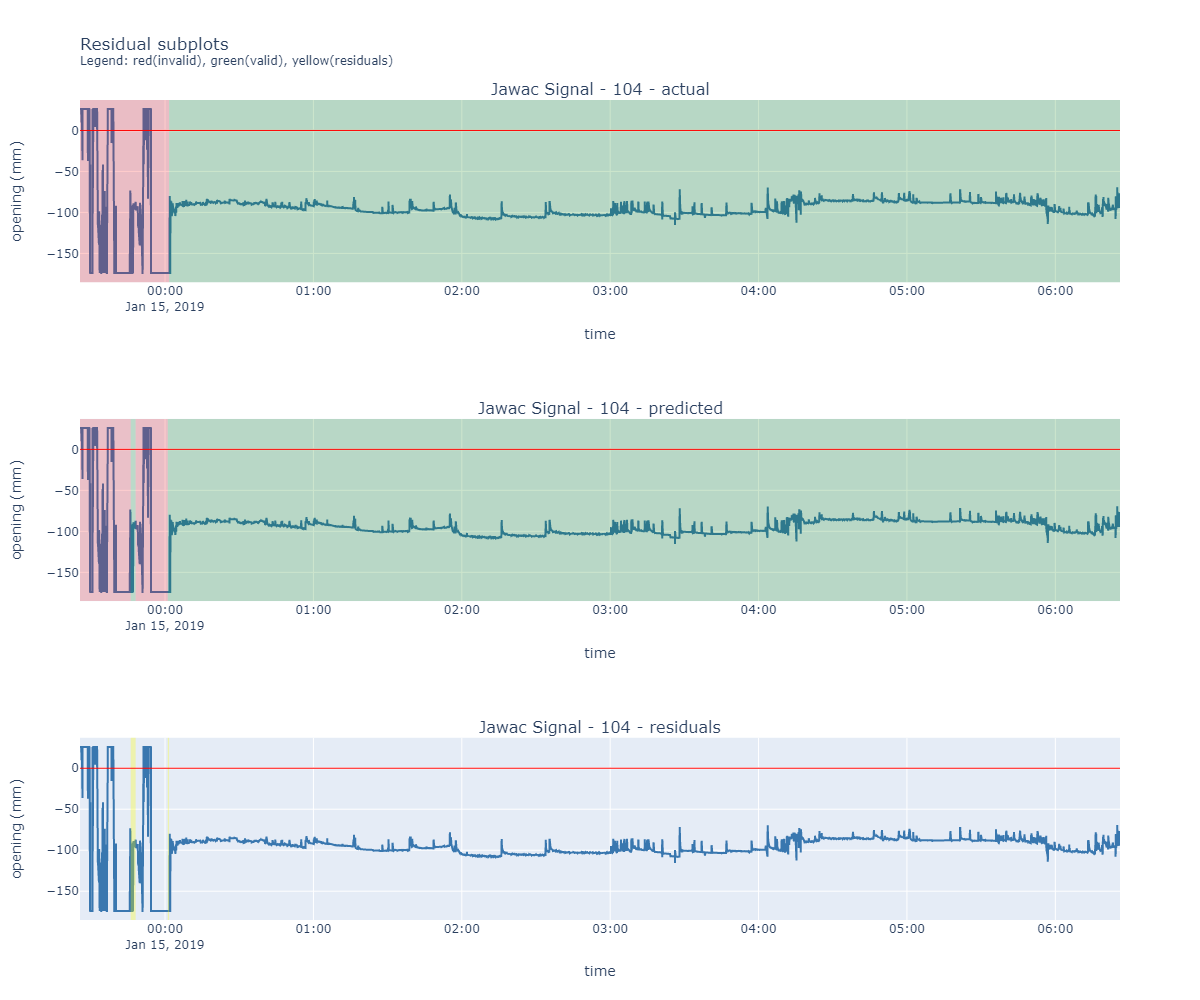 Residual subplots
Legend: red(invalid), green(valid), yellow(residuals)
Jawac Signal - 104 - actual
opening (mm)
0
−50
−100
−150
00:00 01:00 02:00 03:00 04:00 05:00 06:00
Jan 15, 2019
time
Jawac Signal - 104 - predicted
opening (mm)
0
−50
−100
−150
00:00 01:00 02:00 03:00 04:00 05:00 06:00
Jan 15, 2019
time
Jawac Signal - 104 - residuals
opening (mm)
0
−50
−100
−150
00:00 01:00 02:00 03:00 04:00 05:00 06:00
Jan 15, 2019
time